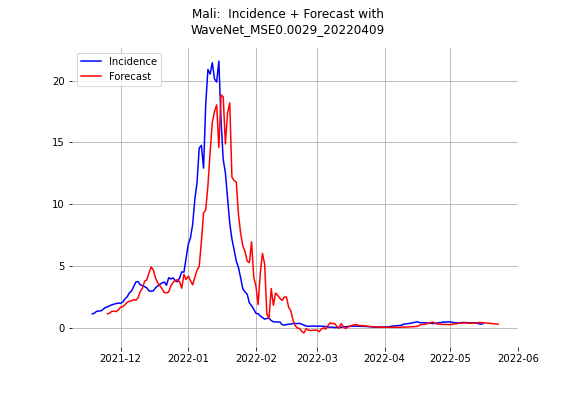 Mali:  Incidence + Forecast with
WaveNet_MSE0.0029_20220409
Incidence
Forecast
20
15
10
5
0
2021-12 2022-01 2022-02 2022-03 2022-04 2022-05 2022-06